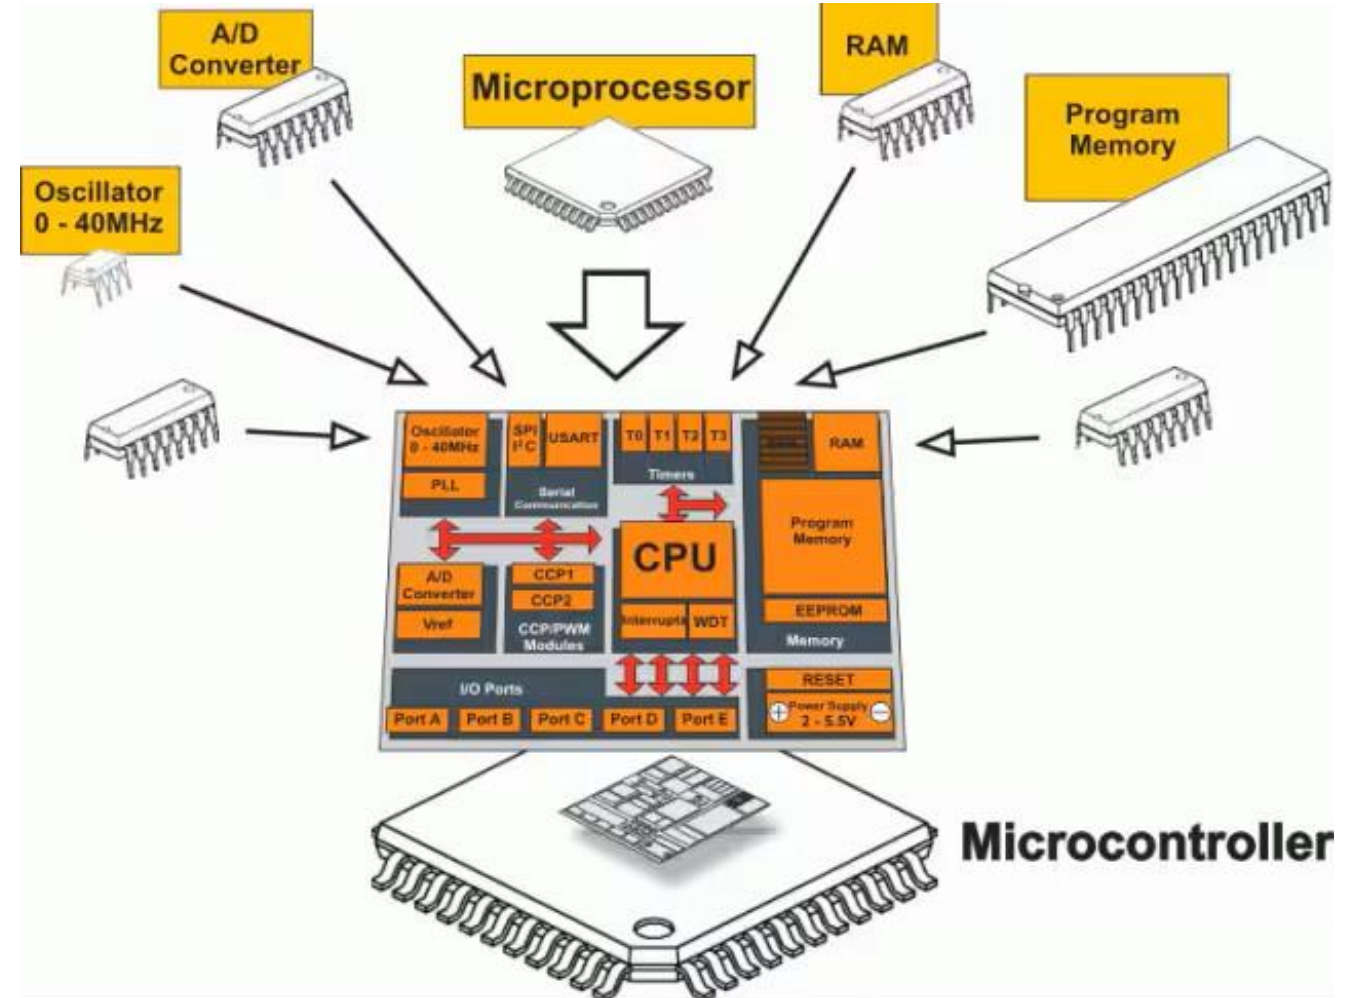 A/D
Converter
Microprocessor
RAM
Program
Memory
Oscillator
0 - 40MHz
Oscillator
0 - 40MHz
PLL
SPI
I²C
USART
Serial
Communication
T0 T1 T2 T3
Timers
RAM
Program
Memory
EEPROM
Memory
A/D
Converter
Vref
CCP1
CCP2
CCP/PWM
Modules
CPU
Interrupts
WDT
I/O Ports
Port A
Port B
Port C
Port D
Port E
RESET
+ Power Supply −
2 - 5.5V
Microcontroller